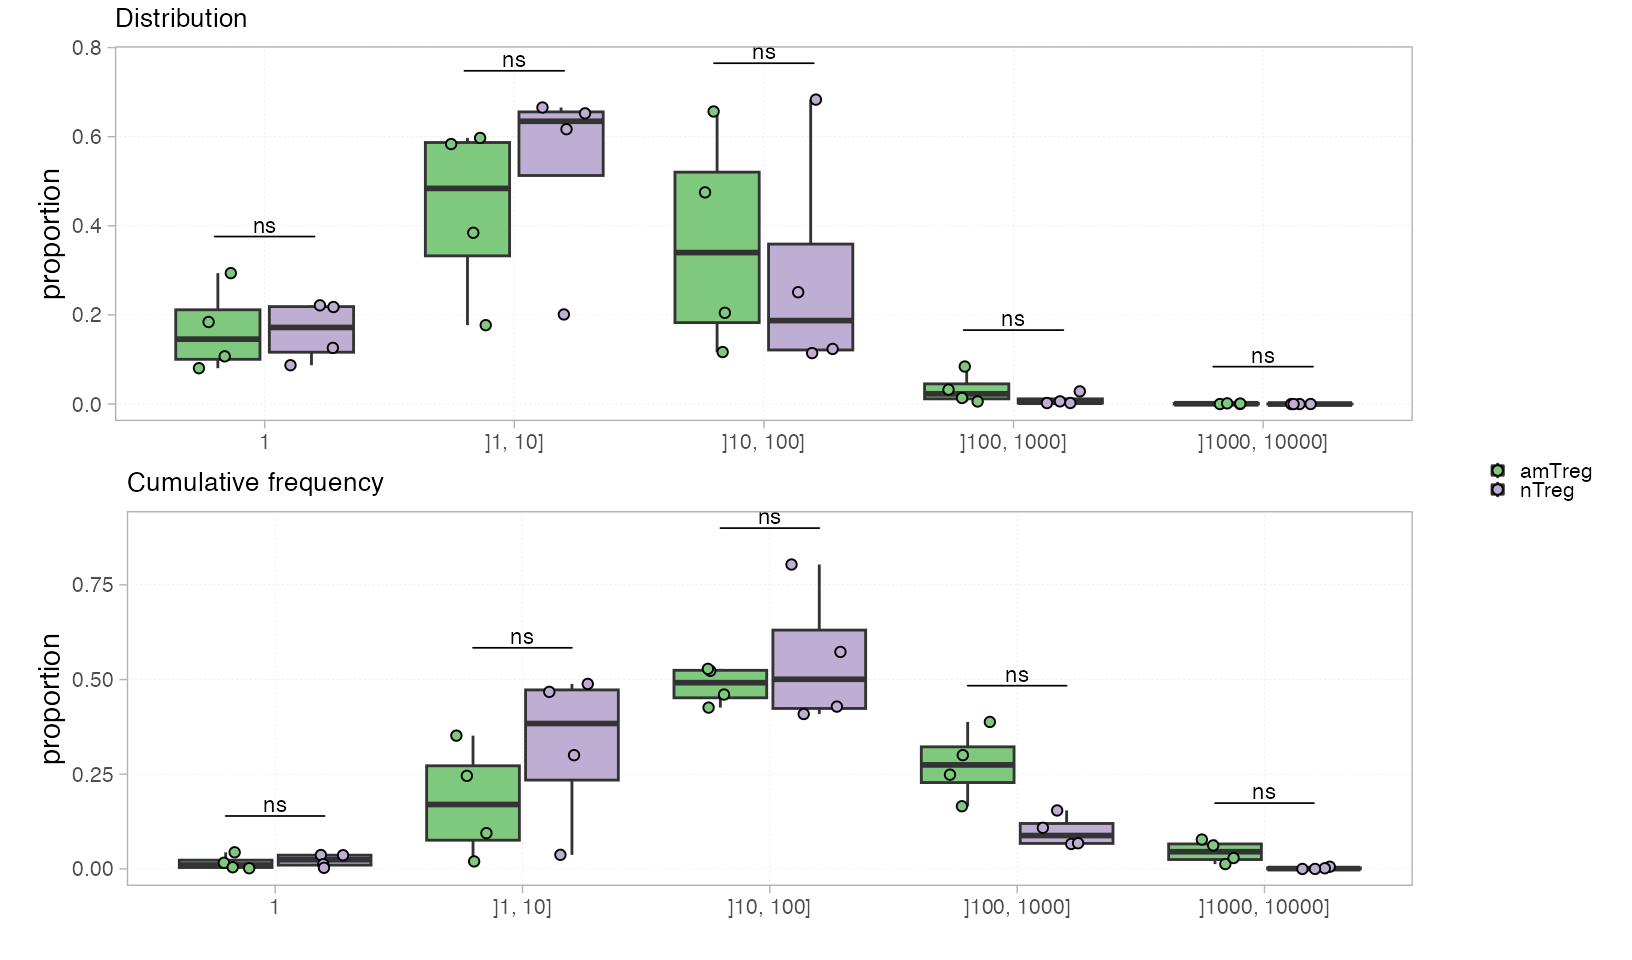 Distribution
0.8
0.6
0.4
0.2
0.0
proportion
ns
ns
ns
ns
ns
1
]1, 10]
]10, 100]
]100, 1000]
]1000, 10000]
amTreg
nTreg
Cumulative frequency
0.75
0.50
0.25
0.00
proportion
ns
ns
ns
ns
ns
1
]1, 10]
]10, 100]
]100, 1000]
]1000, 10000]